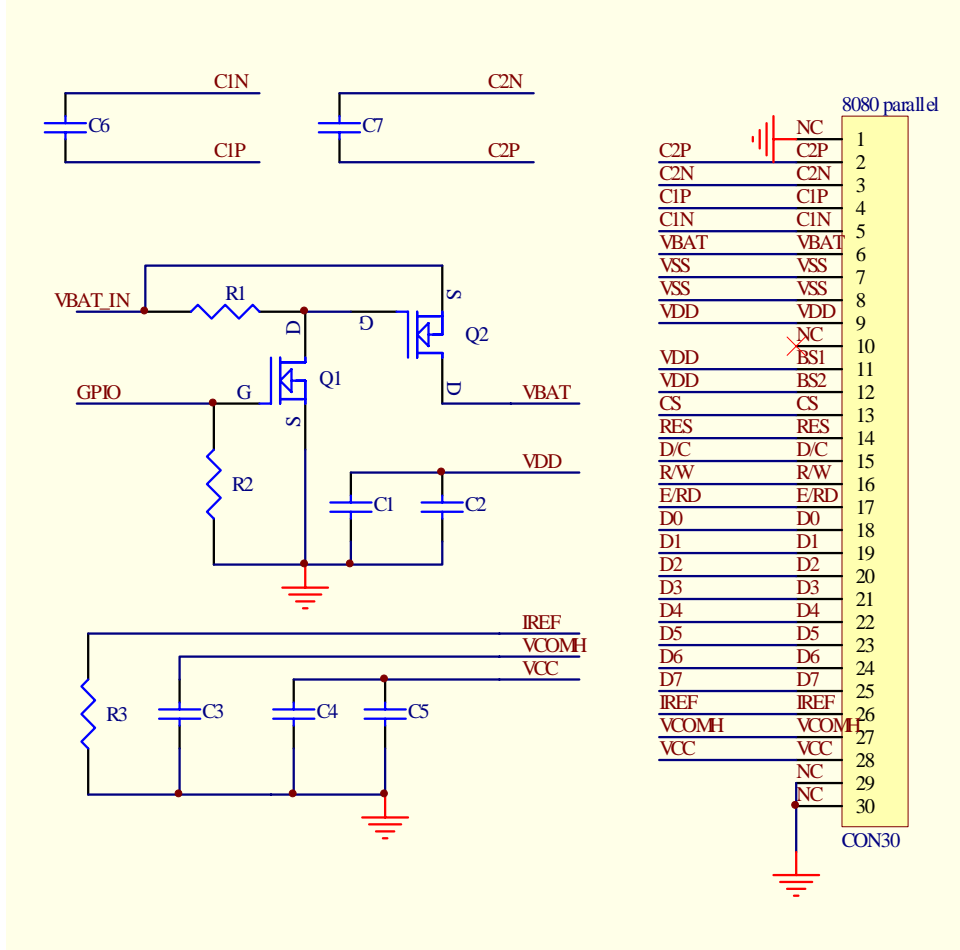 C1N
C6
C1P
C2N
C7
C2P
VBAT_IN
R1
D
G
S
Q2
D
VBAT
GPIO
G
Q1
S
R2
VDD
C1
C2
IREF
VCOMH
VCC
R3
C3
C4
C5
8080 parallel
NC 1
C2P C2P 2
C2N C2N 3
C1P C1P 4
C1N C1N 5
VBAT VBAT 6
VSS VSS 7
VSS VSS 8
VDD VDD 9
NC 10
VDD BS1 11
VDD BS2 12
CS CS 13
RES RES 14
D/C D/C 15
R/W R/W 16
E/RD E/RD 17
D0 D0 18
D1 D1 19
D2 D2 20
D3 D3 21
D4 D4 22
D5 D5 23
D6 D6 24
D7 D7 25
IREF IREF 26
VCOMH VCOMH 27
VCC VCC 28
NC 29
NC 30
CON30